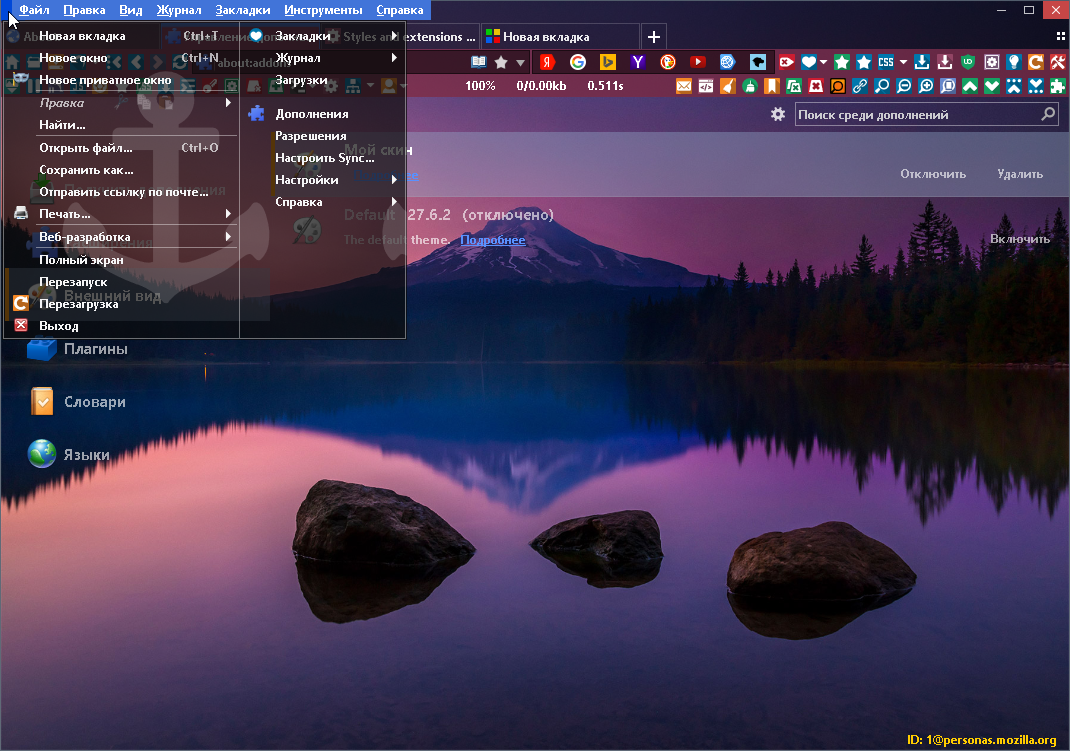 Файл Правка Вид Журнал Закладки Инструменты Справка
Styles and extensions ... Новая вкладка
about:addons
100% 0/0.00kb 0.511s
Новая вкладка Ctrl+T
Новое окно Ctrl+N
Новое приватное окно
Правка
Найти...
Открыть файл... Ctrl+O
Сохранить как...
Отправить ссылку по почте...
Печать...
Веб-разработка
Полный экран
Перезапуск
Перезагрузка
Выход
Закладки
Журнал
Загрузки
Дополнения
Разрешения
Настроить Sync...
Настройки
Справка
Поиск среди дополнений
Мой скин
Отключить Удалить
Default 27.6.2 (отключено)
The default theme. Подробнее
Включить
Внешний вид
Плагины
Словари
Языки
ID: 1@personas.mozilla.org